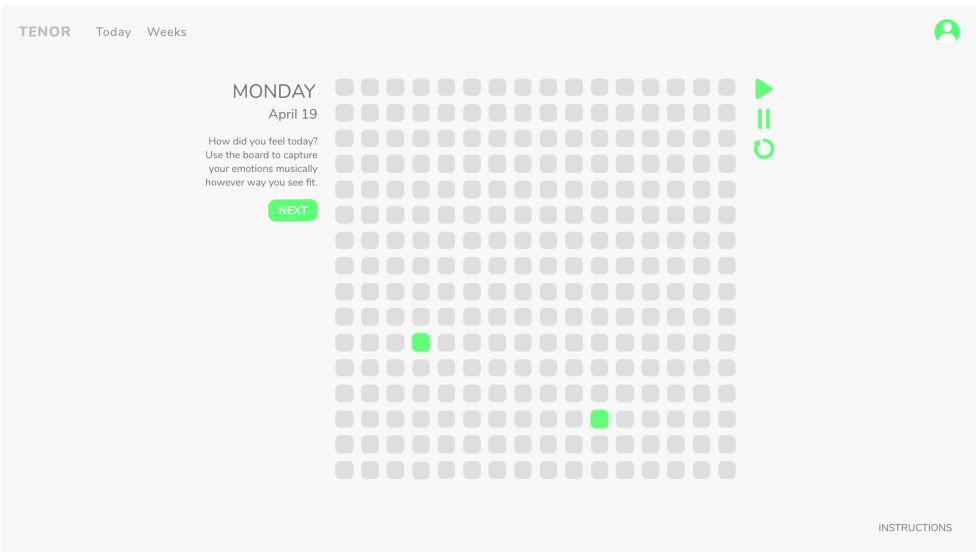 TENOR Today Weeks
MONDAY
April 19
How did you feel today?
Use the board to capture
your emotions musically
however way you see fit.
NEXT
INSTRUCTIONS